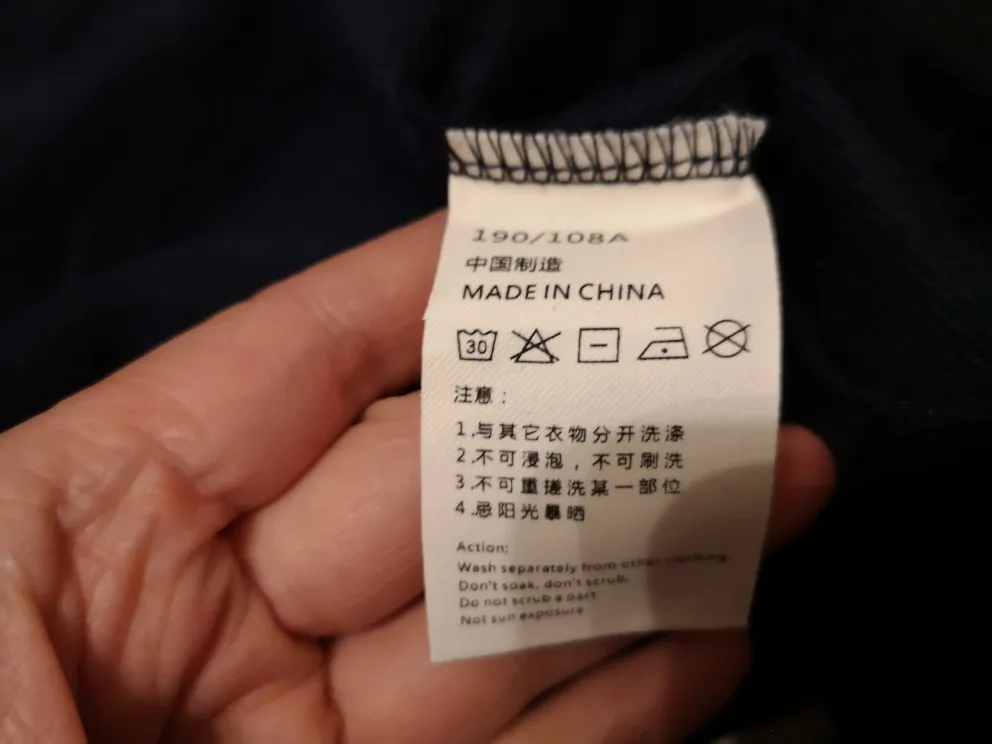 190/108A
中国制造
MADE IN CHINA
30
注意：
1.与其它衣物分开洗涤
2.不可浸泡，不可刷洗
3.不可重搓洗某一部位
4.忌阳光暴晒
Action:
Wash separately from other clothing.
Don't soak, don't scrub.
Do not scrub a part
Not sun exposure